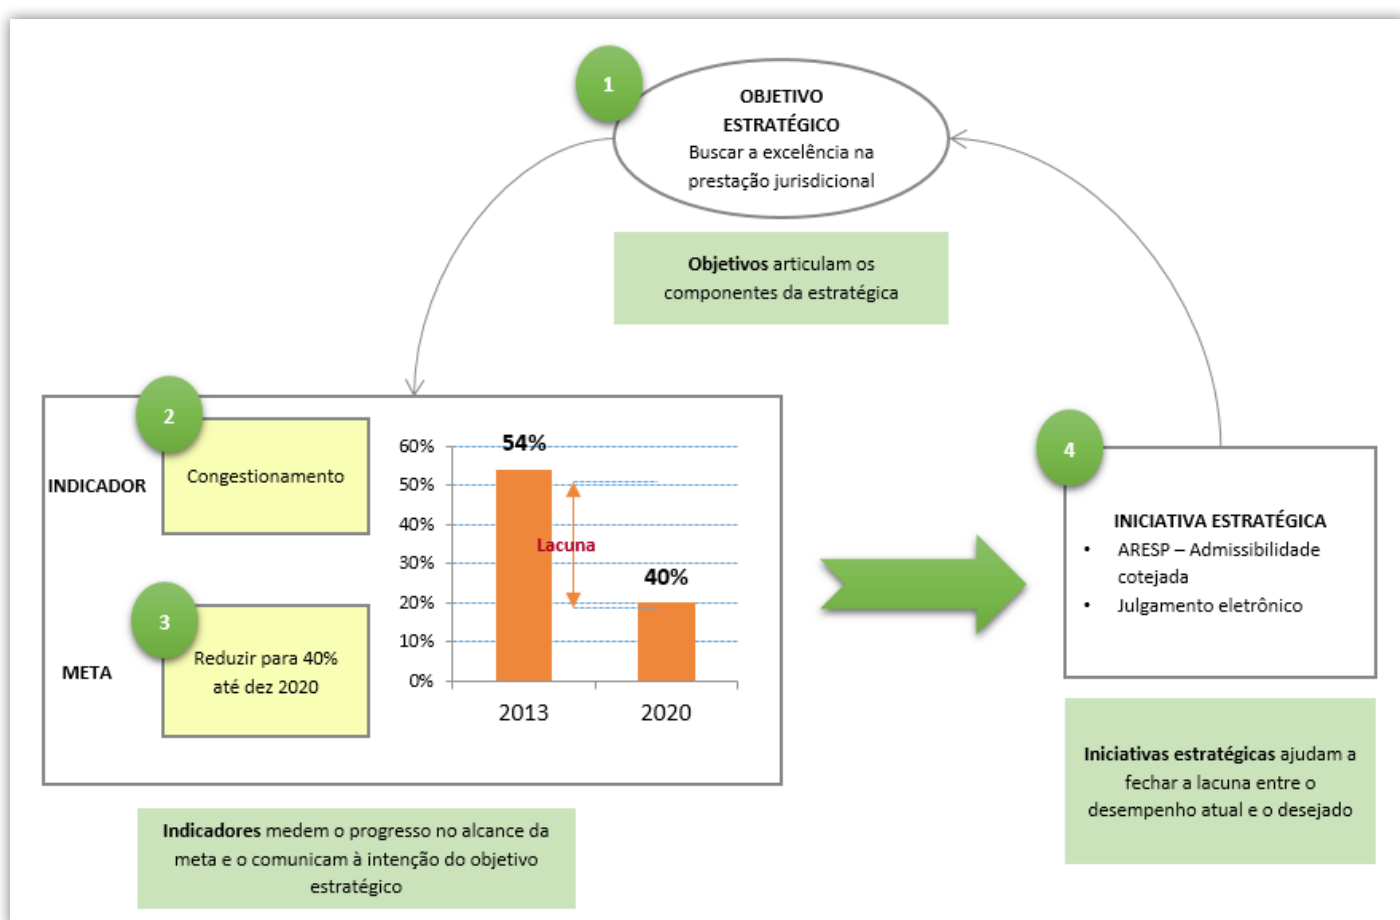 1
OBJETIVO
ESTRATÉGICO
Buscar a excelência na
prestação jurisdicional
Objetivos articulam os
componentes da estratégica
2
INDICADOR
Congestionamento
3
META
Reduzir para 40%
até dez 2020
60%
50%
40%
30%
20%
10%
0%
54%
Lacuna
40%
2013
2020
Indicadores medem o progresso no alcance da
meta e o comunicam à intenção do objetivo
estratégico
4
INICIATIVA ESTRATÉGICA
• ARESP – Admissibilidade
cotejada
• Julgamento eletrônico
Iniciativas estratégicas ajudam a
fechar a lacuna entre o
desempenho atual e o desejado